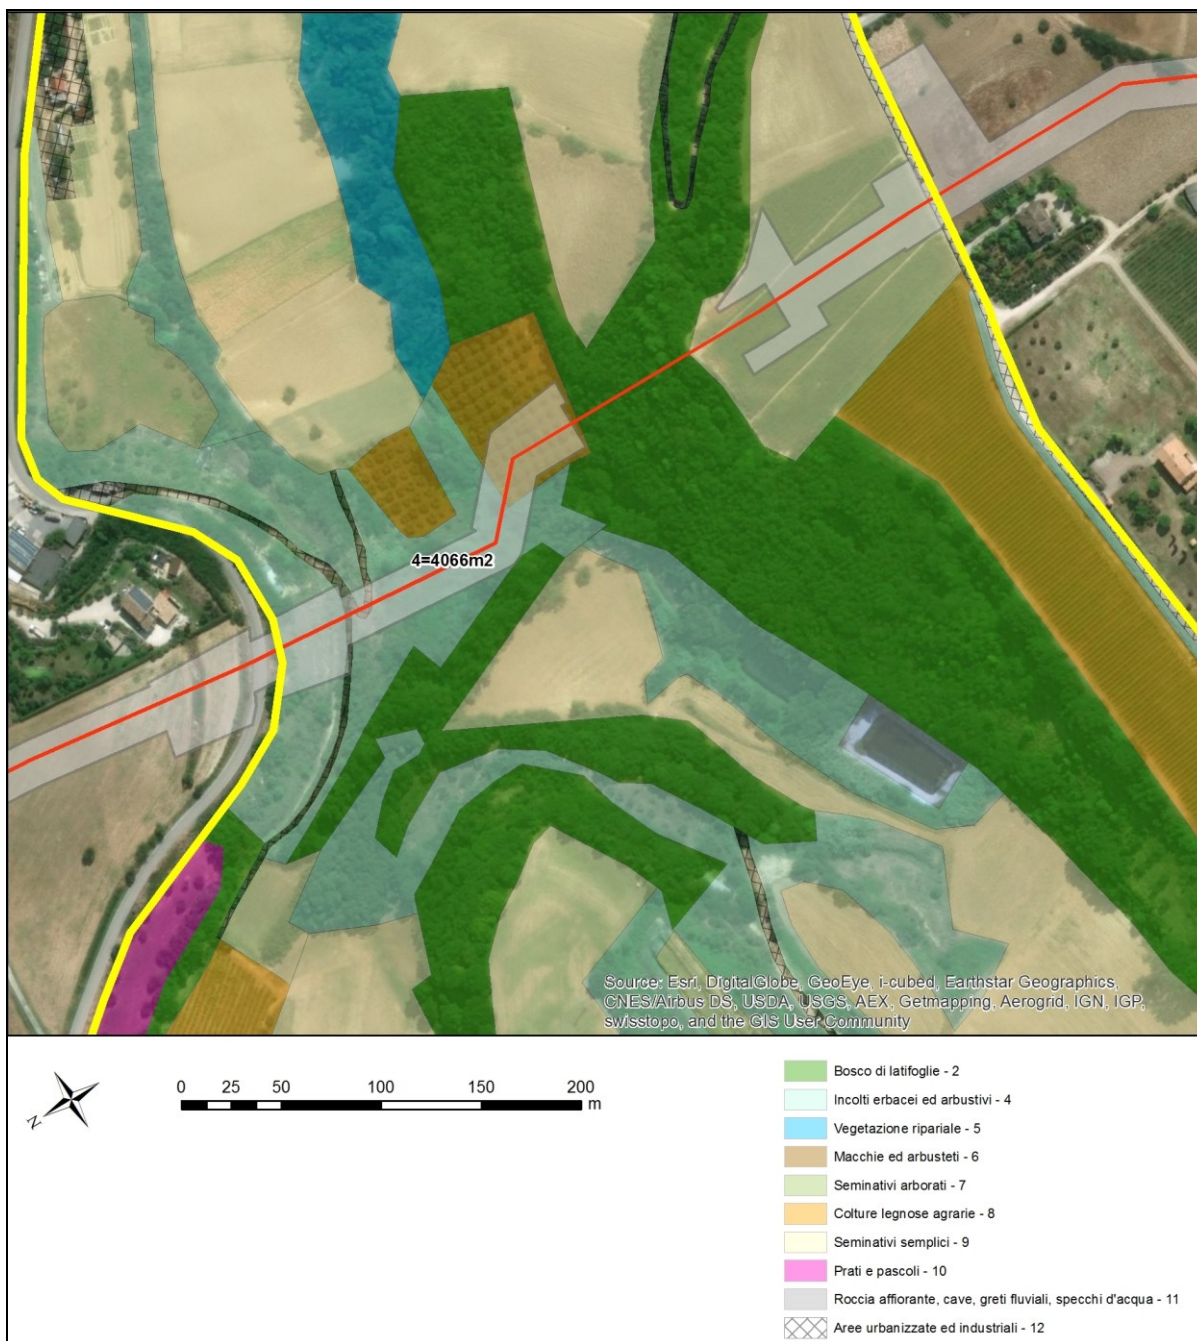 4=4066m2
Source: Esri, DigitalGlobe, GeoEye, i-cubed, Earthstar Geographics,
CNES/Airbus DS, USDA, USGS, AEX, Getmapping, Aerogrid, IGN, IGP,
swisstopo, and the GIS User Community
N
0 25 50 100 150 200
m
Bosco di latifoglie - 2
Incolti erbacei ed arbustivi - 4
Vegetazione ripariale - 5
Macchie ed arbusteti - 6
Seminativi arborati - 7
Colture legnose agrarie - 8
Seminativi semplici - 9
Prati e pascoli - 10
Roccia affiorante, cave, greti fluviali, specchi d'acqua - 11
Aree urbanizzate ed industriali - 12